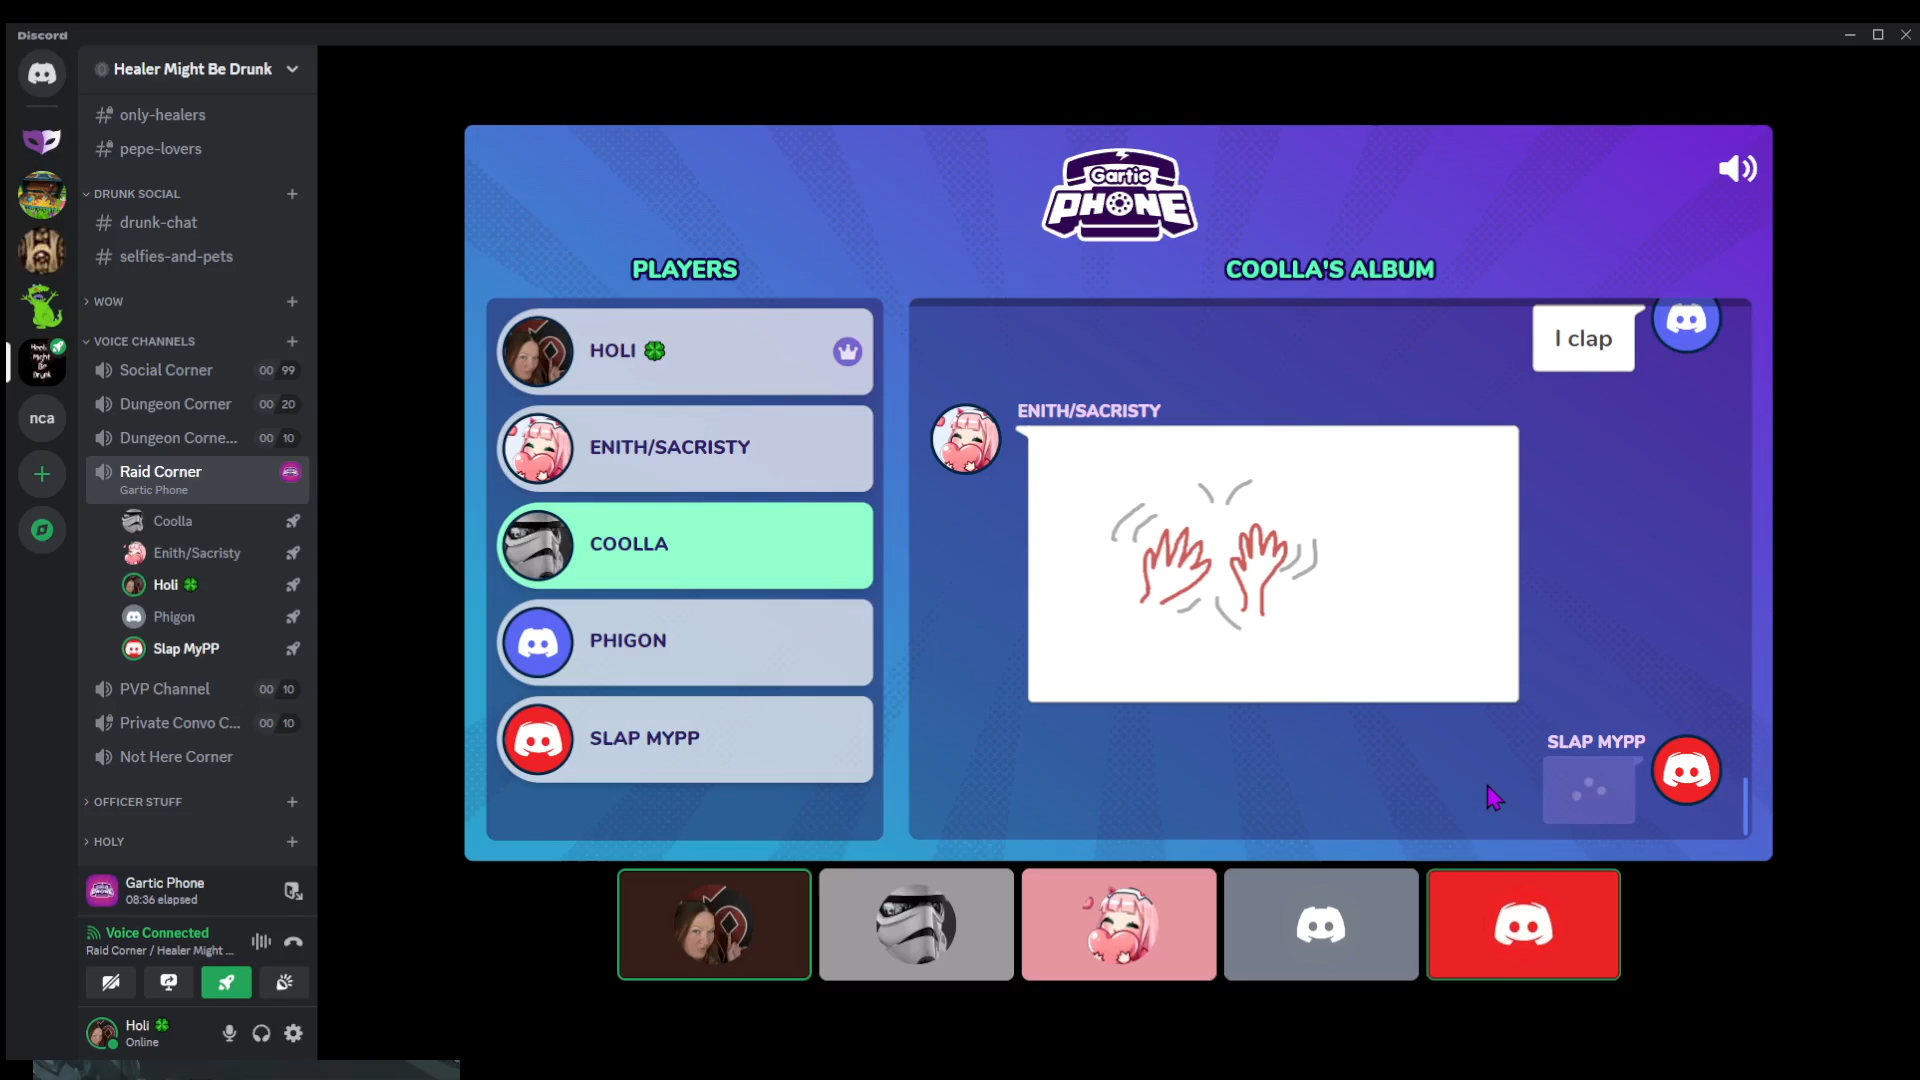 Discord
Healer Might Be Drunk
only-healers
pepe-lovers
DRUNK SOCIAL
drunk-chat
selfies-and-pets
WOW
VOICE CHANNELS
Social Corner 00 99
Dungeon Corner 00 20
Dungeon Corne... 00 10
Raid Corner
Gartic Phone
Coolla
Enith/Sacristy
Holi
Phigon
Slap MyPP
PVP Channel 00 10
Private Convo C... 00 10
Not Here Corner
OFFICER STUFF
HOLY
Gartic Phone
08:36 elapsed
Voice Connected
Raid Corner / Healer Might ...
Holi
Online
nca
Gartic
PHONE
PLAYERS
HOLI
ENITH/SACRISTY
COOLLA
PHIGON
SLAP MYPP
COOLLA'S ALBUM
I clap
ENITH/SACRISTY
SLAP MYPP